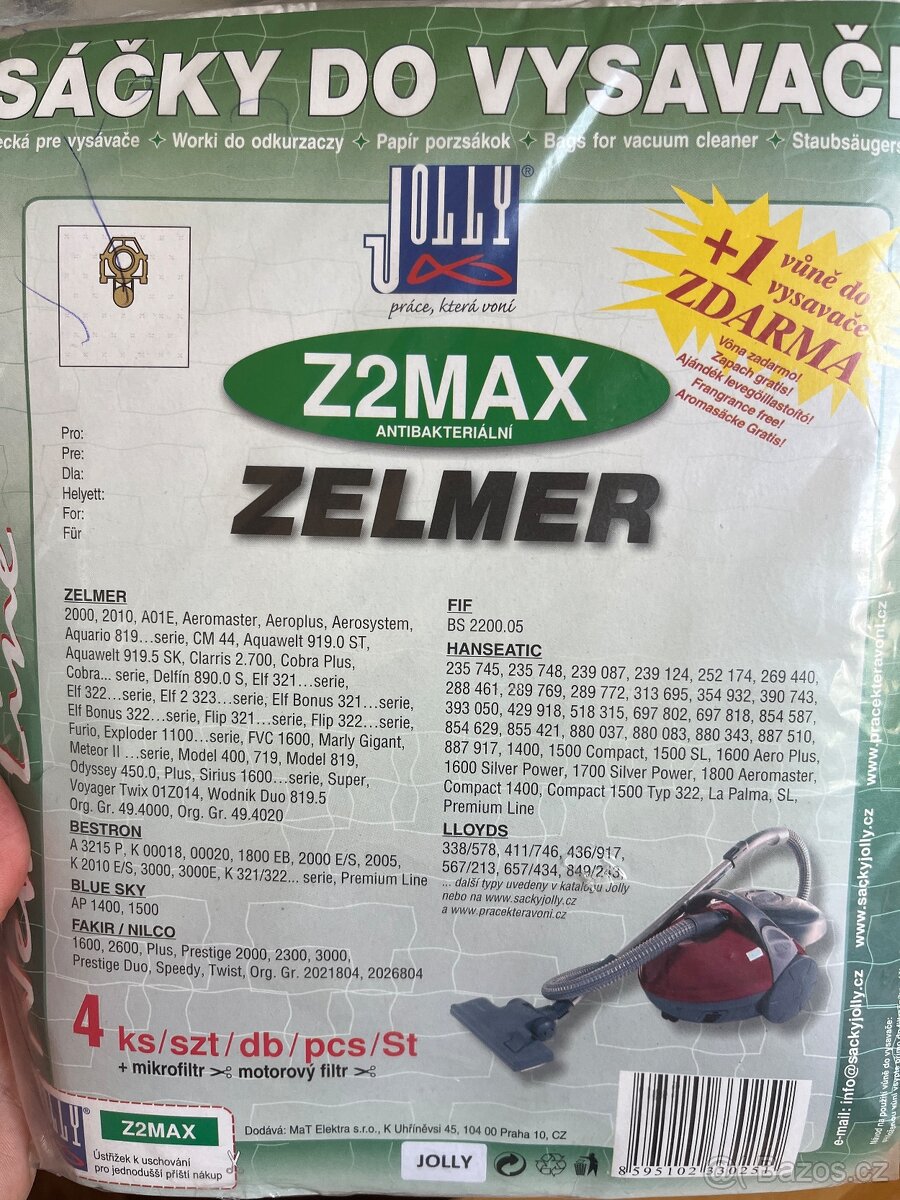 SÁČKY DO VYSAVAČ
ecká pre vysávače ✦ Worki do odkurzaczy ✦ Papír porzsákok ✦ Bags for vacuum cleaner ✦ Staubsäugers
JOLLY®
práce, která voní
+1 vůně do
vysavače
ZDARMA
Vôna zadarmo!
Zapach gratis!
Ajándék levegőillastoító!
Frangrance free!
Aromasäcke Gratis!
Z2MAX
ANTIBAKTERIÁLNÍ
Pro:
Pre:
Dla:
Helyett:
For:
Für
ZELMER
ZELMER
2000, 2010, A01E, Aeromaster, Aeroplus, Aerosystem,
Aquario 819...serie, CM 44, Aquawelt 919.0 ST,
Aquawelt 919.5 SK, Clarris 2.700, Cobra Plus,
Cobra... serie, Delfín 890.0 S, Elf 321...serie,
Elf 322...serie, Elf 2 323...serie, Elf Bonus 321...serie,
Elf Bonus 322...serie, Flip 321...serie, Flip 322...serie,
Furio, Exploder 1100...serie, FVC 1600, Marly Gigant,
Meteor II ...serie, Model 400, 719, Model 819,
Odyssey 450.0, Plus, Sirius 1600...serie, Super,
Voyager Twix 01Z014, Wodnik Duo 819.5
Org. Gr. 49.4000, Org. Gr. 49.4020
BESTRON
A 3215 P, K 00018, 00020, 1800 EB, 2000 E/S, 2005,
K 2010 E/S, 3000, 3000E, K 321/322... serie, Premium Line
BLUE SKY
AP 1400, 1500
FAKIR / NILCO
1600, 2600, Plus, Prestige 2000, 2300, 3000,
Prestige Duo, Speedy, Twist, Org. Gr. 2021804, 2026804
FIF
BS 2200.05
HANSEATIC
235 745, 235 748, 239 087, 239 124, 252 174, 269 440,
288 461, 289 769, 289 772, 313 695, 354 932, 390 743,
393 050, 429 918, 518 315, 697 802, 697 818, 854 587,
854 629, 855 421, 880 037, 880 083, 880 343, 887 510,
887 917, 1400, 1500 Compact, 1500 SL, 1600 Aero Plus,
1600 Silver Power, 1700 Silver Power, 1800 Aeromaster,
Compact 1400, Compact 1500 Typ 322, La Palma, SL,
Premium Line
LLOYDS
338/578, 411/746, 436/917,
567/213, 657/434, 849/243,
... další typy uvedeny v katalogu Jolly
nebo na www.sackyjolly.cz
a www.pracekteravoni.cz
4 ks/szt/db/pcs/St
+ mikrofiltr motorový filtr
LLY®
Z2MAX
Ústřižek k uschování
pro jednodušší příští nákup
Dodává: MaT Elektra s.r.o., K Uhříněvsi 45, 104 00 Praha 10, CZ
JOLLY
8 595102 330251
e-mail: info@sackyjolly.cz www.sackyjolly.cz www.pracekteravoni.cz
Návod na použití vůně do vysavače:
Line
Bazos.cz